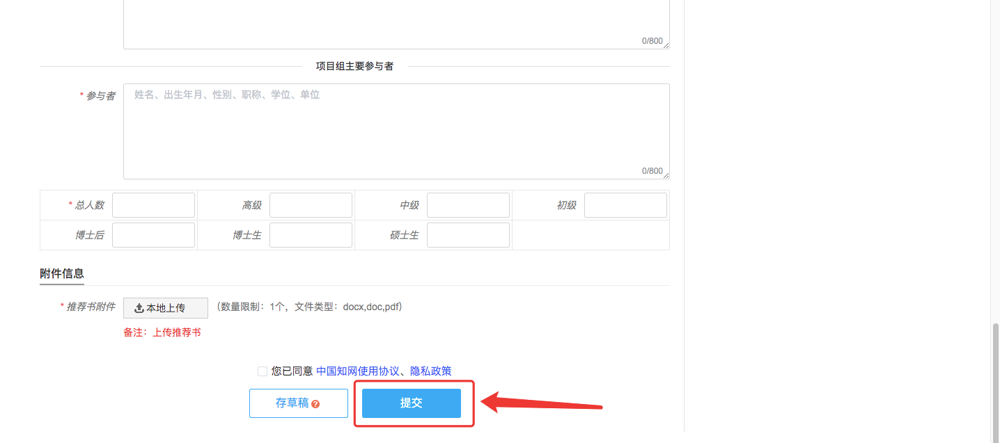 0/800
项目组主要参与者
* 参与者
姓名、出生年月、性别、职称、学位、单位
0/800
* 总人数 高级 中级 初级
博士后 博士生 硕士生
附件信息
* 推荐书附件 本地上传 (数量限制：1个，文件类型：docx,doc,pdf)
备注：上传推荐书
您已同意 中国知网使用协议、隐私政策
存草稿 ? 提交